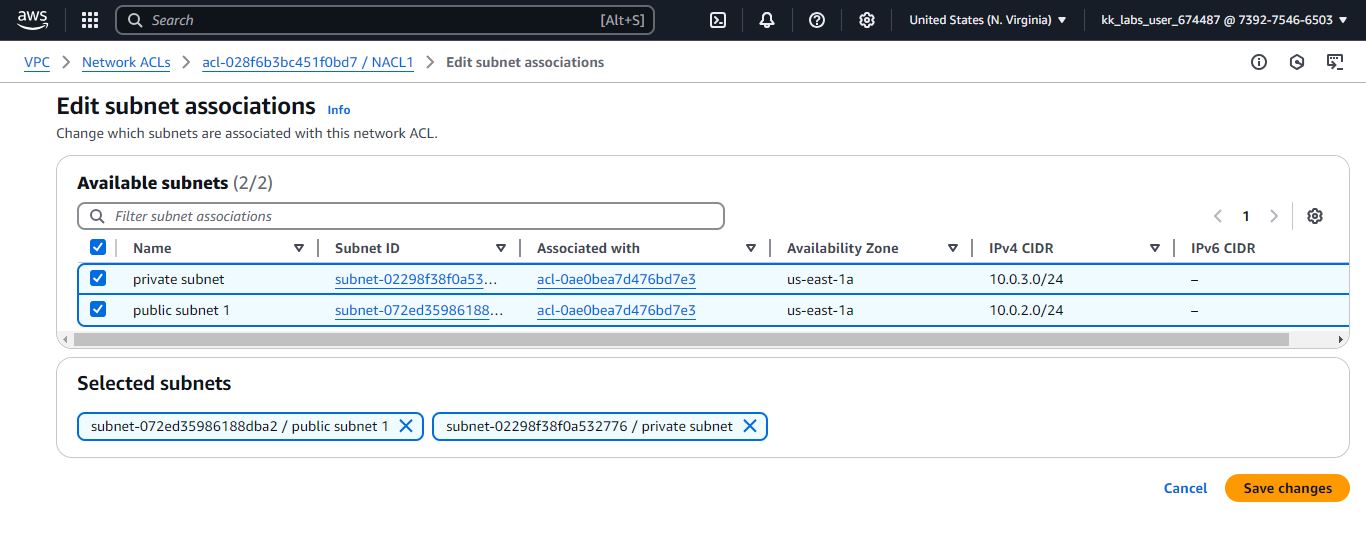 aws Search [Alt+S] United States (N. Virginia) kk_labs_user_674487 @ 7392-7546-6503
VPC Network ACLs acl-028f6b3bc451f0bd7 / NACL1 Edit subnet associations
Edit subnet associations Info
Change which subnets are associated with this network ACL.
Available subnets (2/2)
Filter subnet associations 1
Name Subnet ID Associated with Availability Zone IPv4 CIDR IPv6 CIDR
private subnet subnet-02298f38f0a53... acl-0ae0bea7d476bd7e3 us-east-1a 10.0.3.0/24 –
public subnet 1 subnet-072ed35986188... acl-0ae0bea7d476bd7e3 us-east-1a 10.0.2.0/24 –
Selected subnets
subnet-072ed35986188dba2 / public subnet 1 subnet-02298f38f0a532776 / private subnet
Cancel Save changes